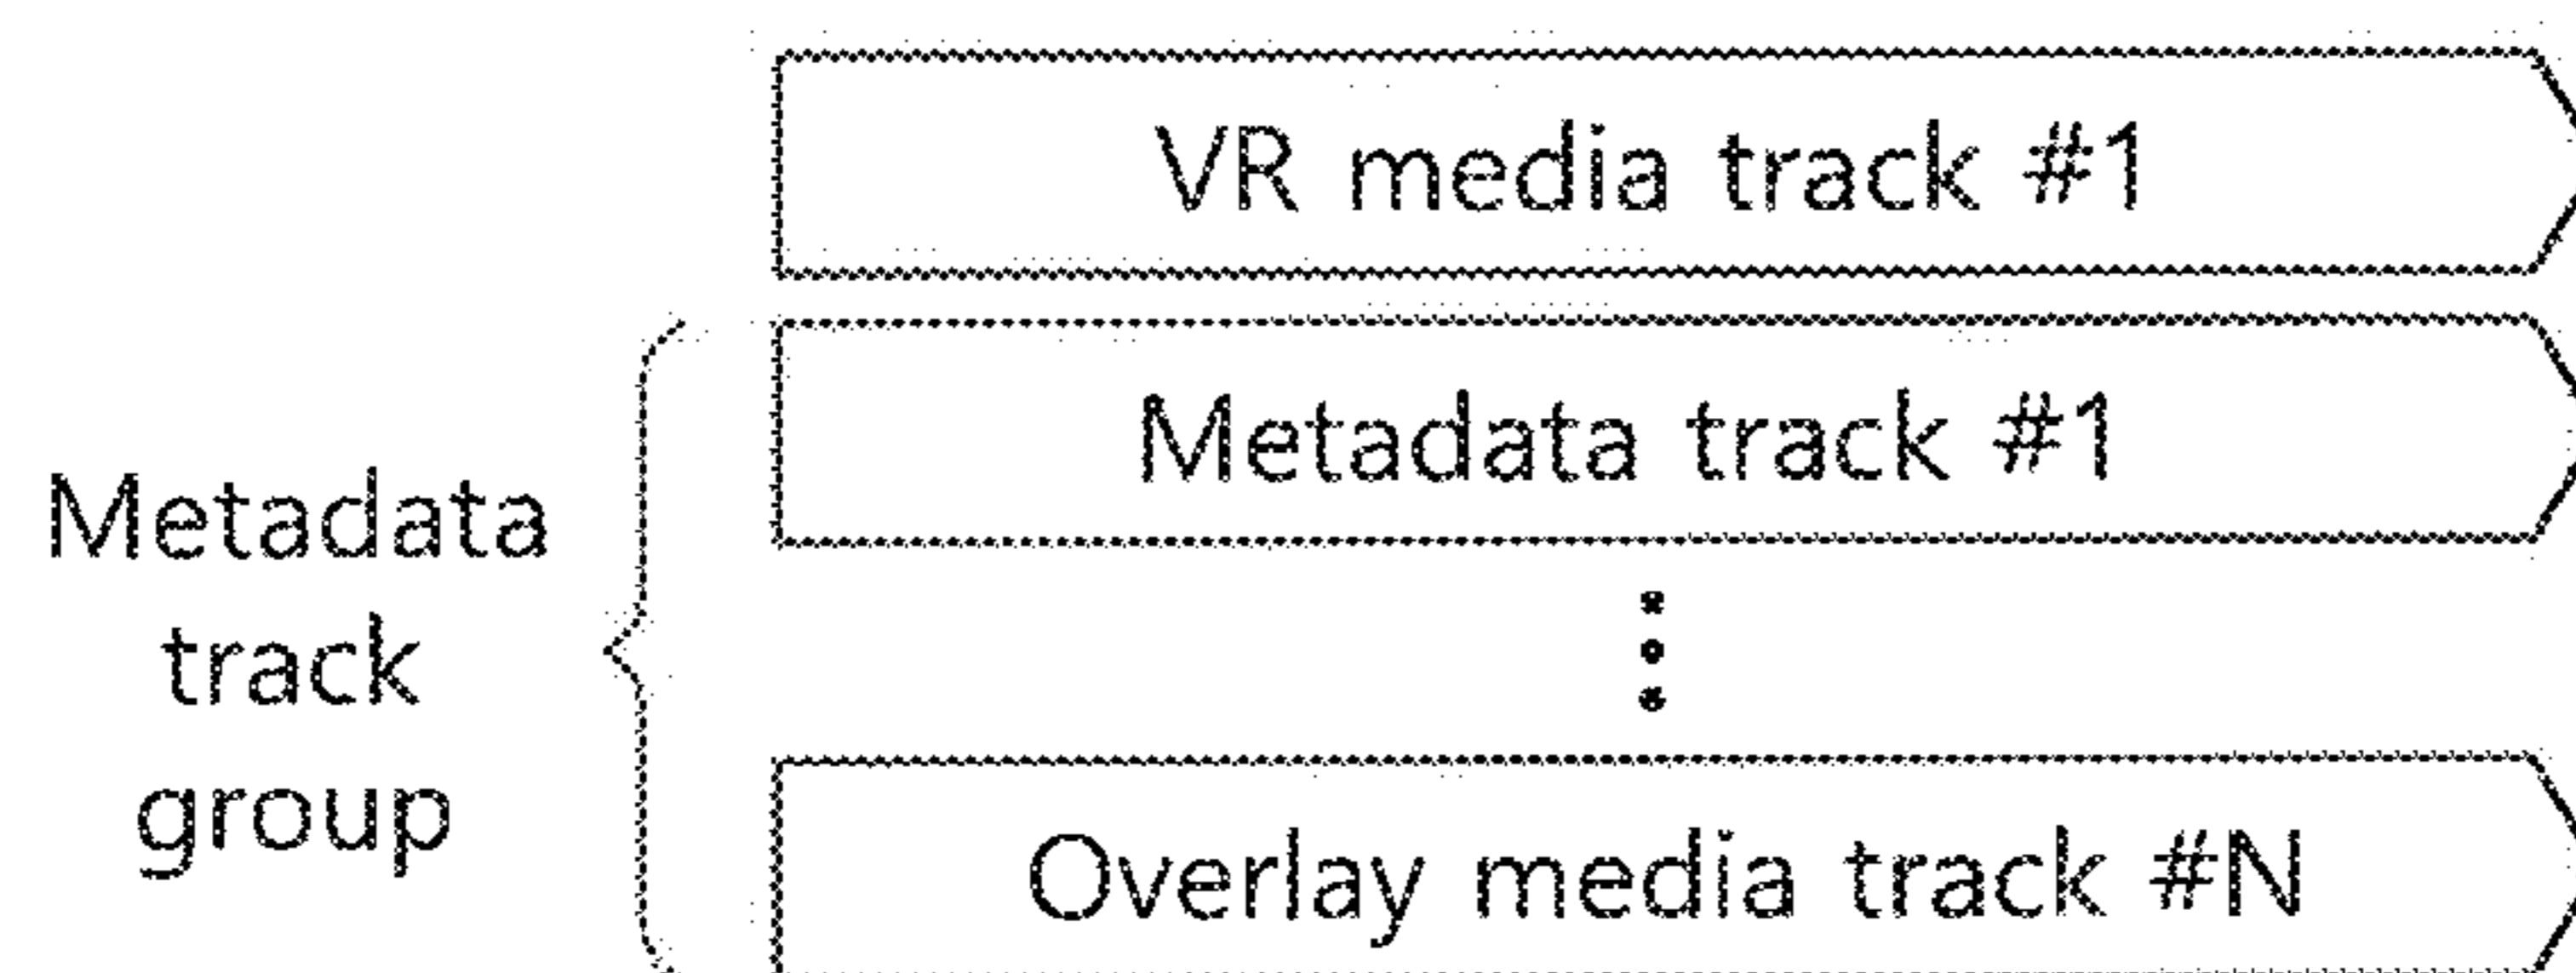 VR media track #1
Metadata track #1
Metadata
track
group
Overlay media track #N